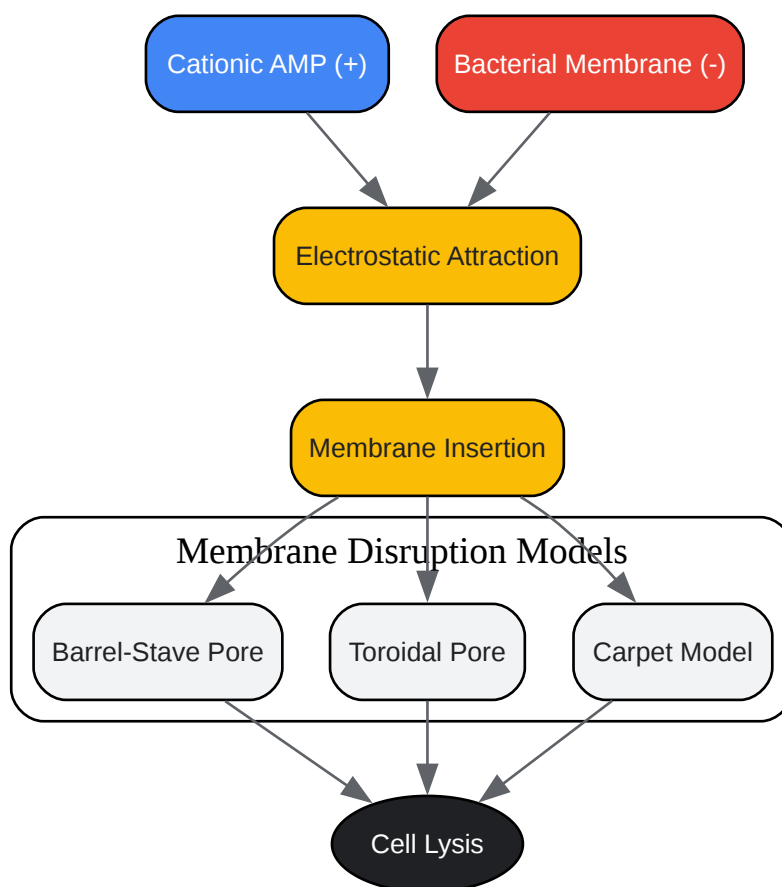 Cationic AMP (+)
Bacterial Membrane (-)
Electrostatic Attraction
Membrane Insertion
Membrane Disruption Models
Barrel-Stave Pore
Toroidal Pore
Carpet Model
Cell Lysis